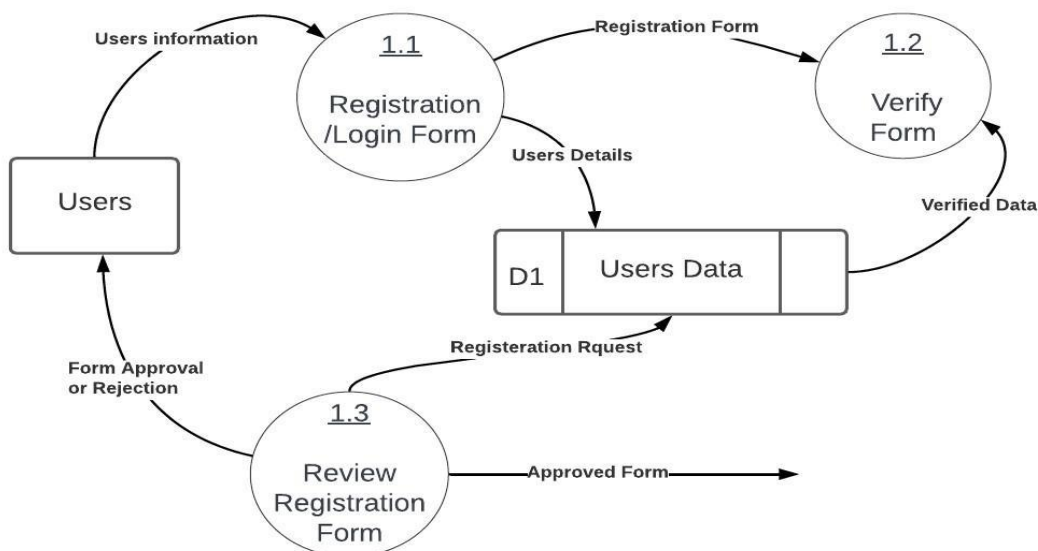 Users information
1.1
Registration
/Login Form
Registration Form
1.2
Verify
Form
Users Details
Users
Verified Data
D1
Users Data
Registeration Rquest
Form Approval
or Rejection
1.3
Review
Registration
Form
Approved Form